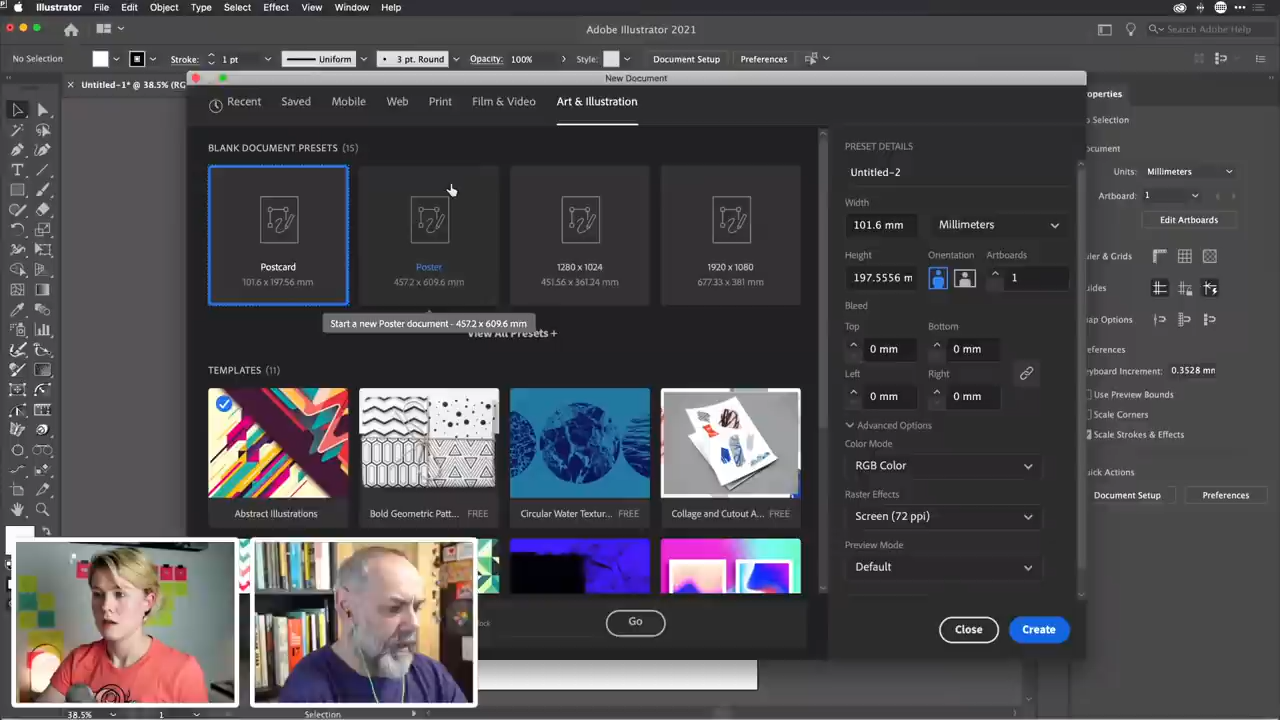 Illustrator File Edit Object Type Select Effect View Window Help
Adobe Illustrator 2021
Search Adobe Help
No Selection Stroke: 1 pt Uniform 3 pt. Round Opacity: 100% Style: Document Setup Preferences
Untitled-1* @ 38.5% (RG
New Document
Recent Saved Mobile Web Print Film & Video Art & Illustration
BLANK DOCUMENT PRESETS (15)
Postcard
101.6 x 197.56 mm
Poster
457.2 x 609.6 mm
1280 x 1024
451.56 x 361.24 mm
1920 x 1080
677.33 x 381 mm
Start a new Poster document - 457.2 x 609.6 mm
View All Presets +
TEMPLATES (11)
Abstract Illustrations
Bold Geometric Patt... FREE
Circular Water Textur... FREE
Collage and Cutout A... FREE
Go
PRESET DETAILS
Untitled-2
Width
101.6 mm Millimeters
Height Orientation Artboards
197.5556 m 1
Bleed
Top Bottom
0 mm 0 mm
Left Right
0 mm 0 mm
Advanced Options
Color Mode
RGB Color
Raster Effects
Screen (72 ppi)
Preview Mode
Default
Close Create
roperties
o Selection
ocument
Units: Millimeters
Artboard: 1
Edit Artboards
uler & Grids
uides
nap Options
references
eyboard Increment: 0.3528 mm
Use Preview Bounds
Scale Corners
Scale Strokes & Effects
uick Actions
Document Setup Preferences
38.5% 1 Selection